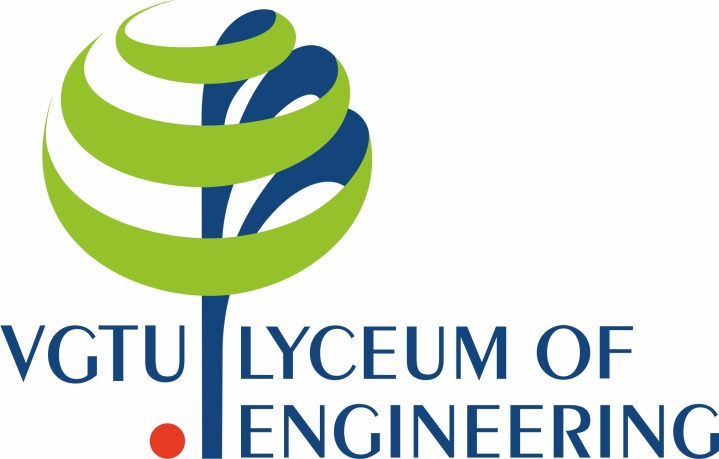 VGTU LYCEUM OF
ENGINEERING